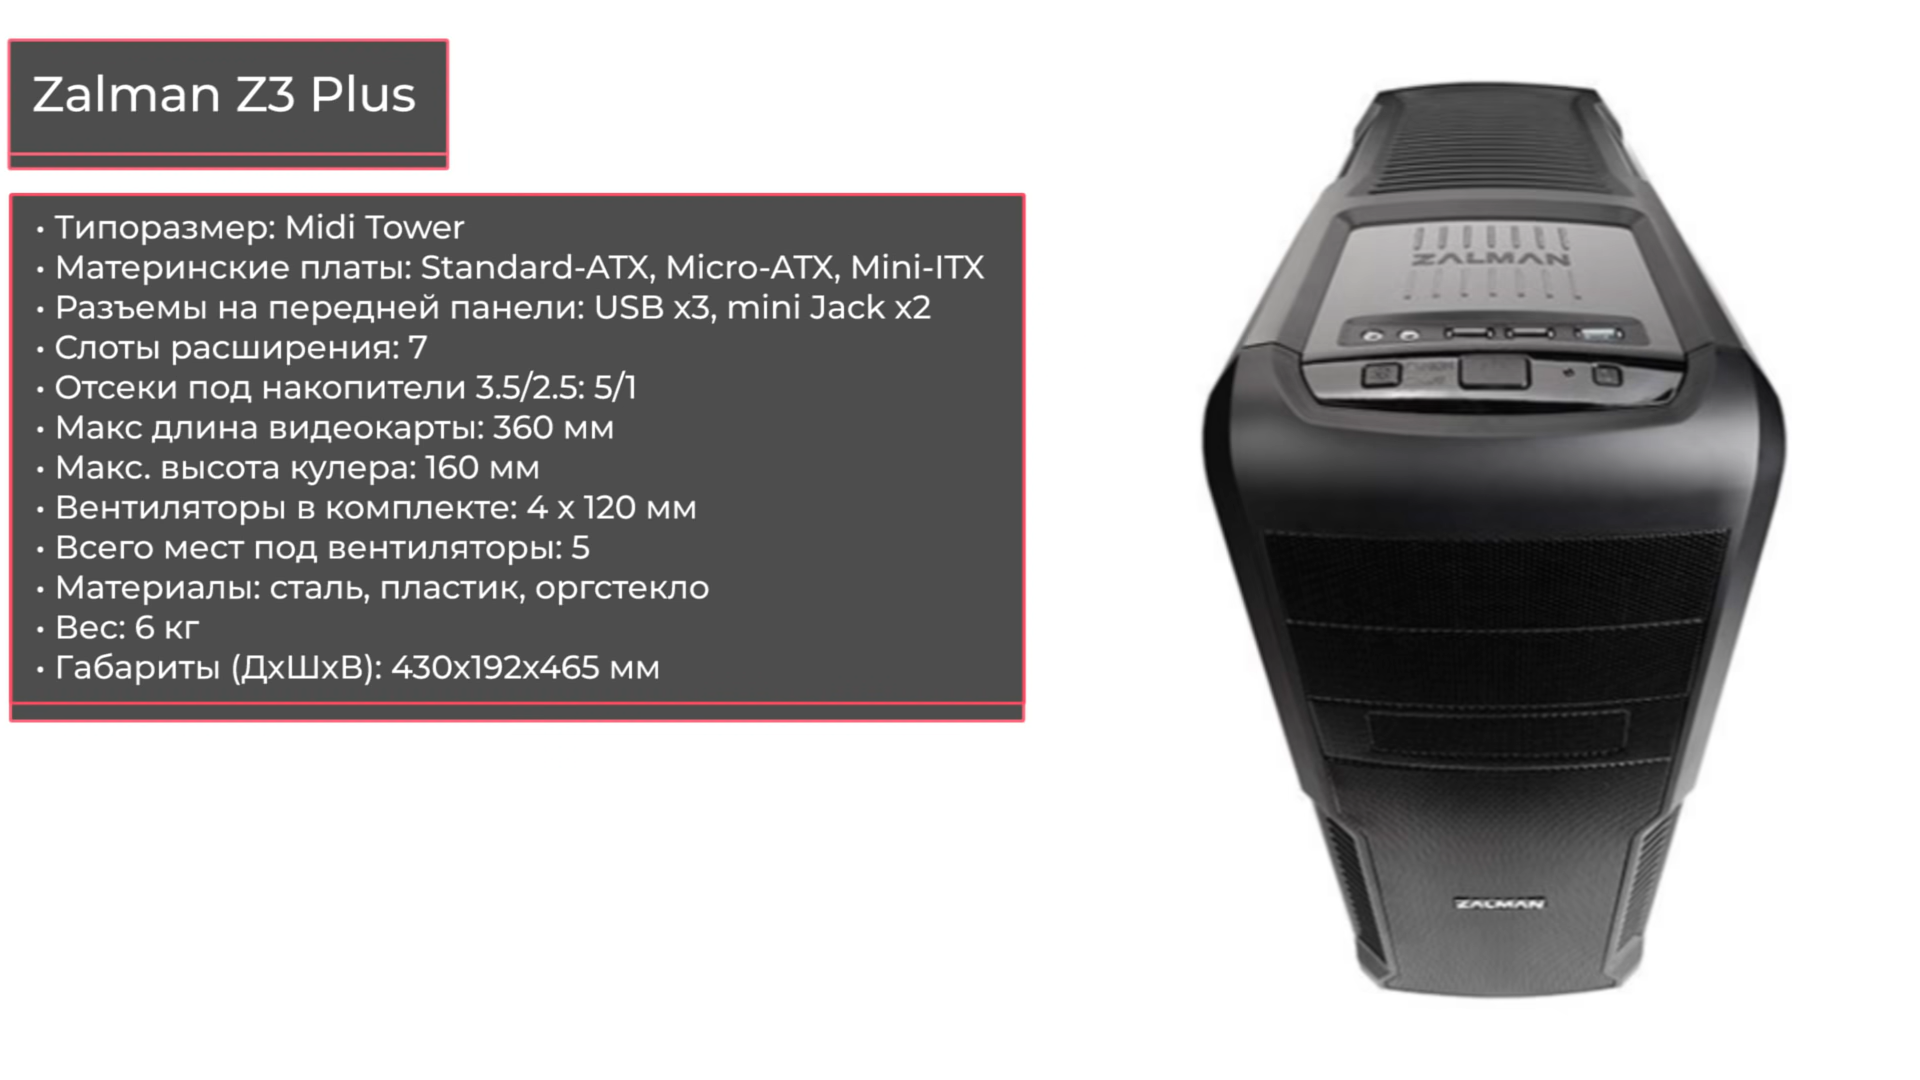 Zalman Z3 Plus
• Типоразмер: Midi Tower
• Материнские платы: Standard-ATX, Micro-ATX, Mini-ITX
• Разъемы на передней панели: USB x3, mini Jack x2
• Слоты расширения: 7
• Отсеки под накопители 3.5/2.5: 5/1
• Макс длина видеокарты: 360 мм
• Макс. высота кулера: 160 мм
• Вентиляторы в комплекте: 4 x 120 мм
• Всего мест под вентиляторы: 5
• Материалы: сталь, пластик, оргстекло
• Вес: 6 кг
• Габариты (ДхШхВ): 430х192х465 мм
ZALMAN
ZALMAN